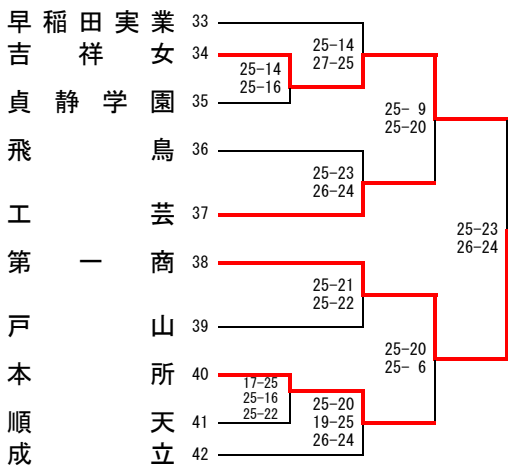 早稲田実業 33
吉祥女 34
貞静学園 35
飛鳥 36
工芸 37
第一商 38
戸山 39
本所 40
順天 41
成立 42
25-14
25-16
25-14
27-25
25-23
26-24
25- 9
25-20
25-21
25-22
17-25
25-16
25-22
25-20
19-25
26-24
25-20
25- 6
25-23
26-24